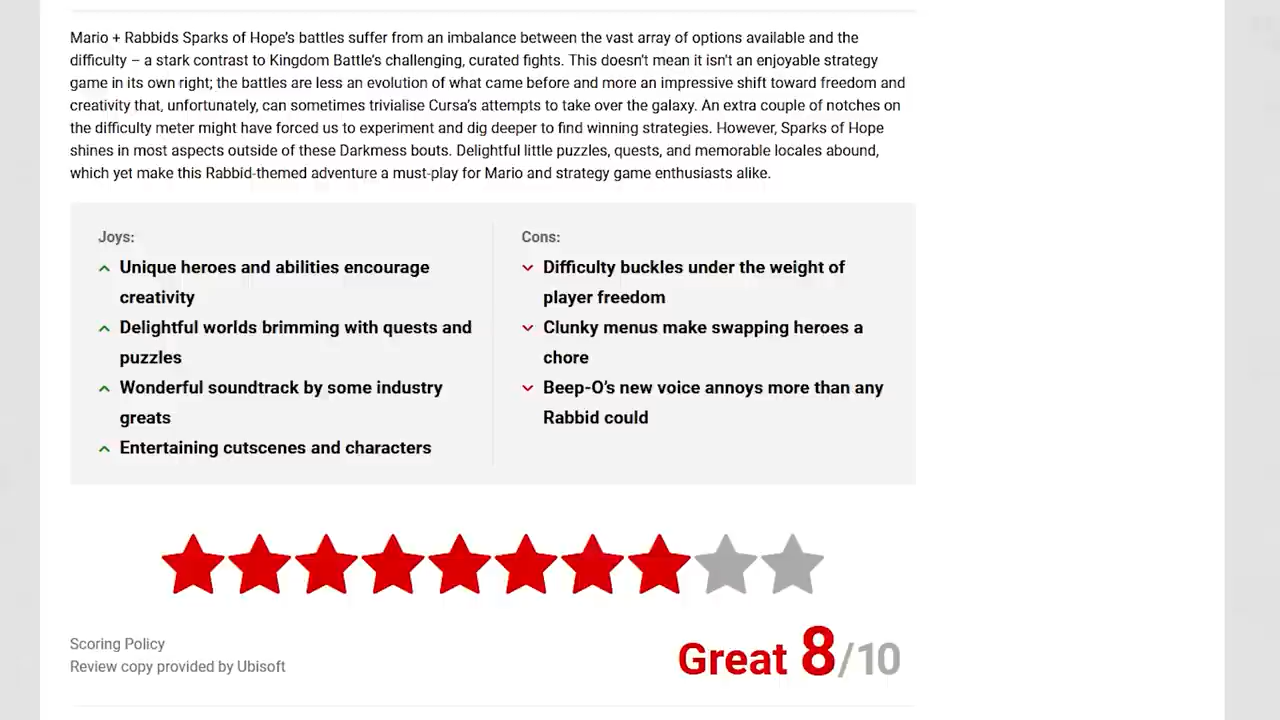 Mario + Rabbids Sparks of Hope's battles suffer from an imbalance between the vast array of options available and the
difficulty – a stark contrast to Kingdom Battle's challenging, curated fights. This doesn't mean it isn't an enjoyable strategy
game in its own right; the battles are less an evolution of what came before and more an impressive shift toward freedom and
creativity that, unfortunately, can sometimes trivialise Cursa's attempts to take over the galaxy. An extra couple of notches on
the difficulty meter might have forced us to experiment and dig deeper to find winning strategies. However, Sparks of Hope
shines in most aspects outside of these Darkmess bouts. Delightful little puzzles, quests, and memorable locales abound,
which yet make this Rabbid-themed adventure a must-play for Mario and strategy game enthusiasts alike.
Joys:
Unique heroes and abilities encourage
creativity
Delightful worlds brimming with quests and
puzzles
Wonderful soundtrack by some industry
greats
Entertaining cutscenes and characters
Cons:
Difficulty buckles under the weight of
player freedom
Clunky menus make swapping heroes a
chore
Beep-O's new voice annoys more than any
Rabbid could
Scoring Policy
Review copy provided by Ubisoft
Great 8/10